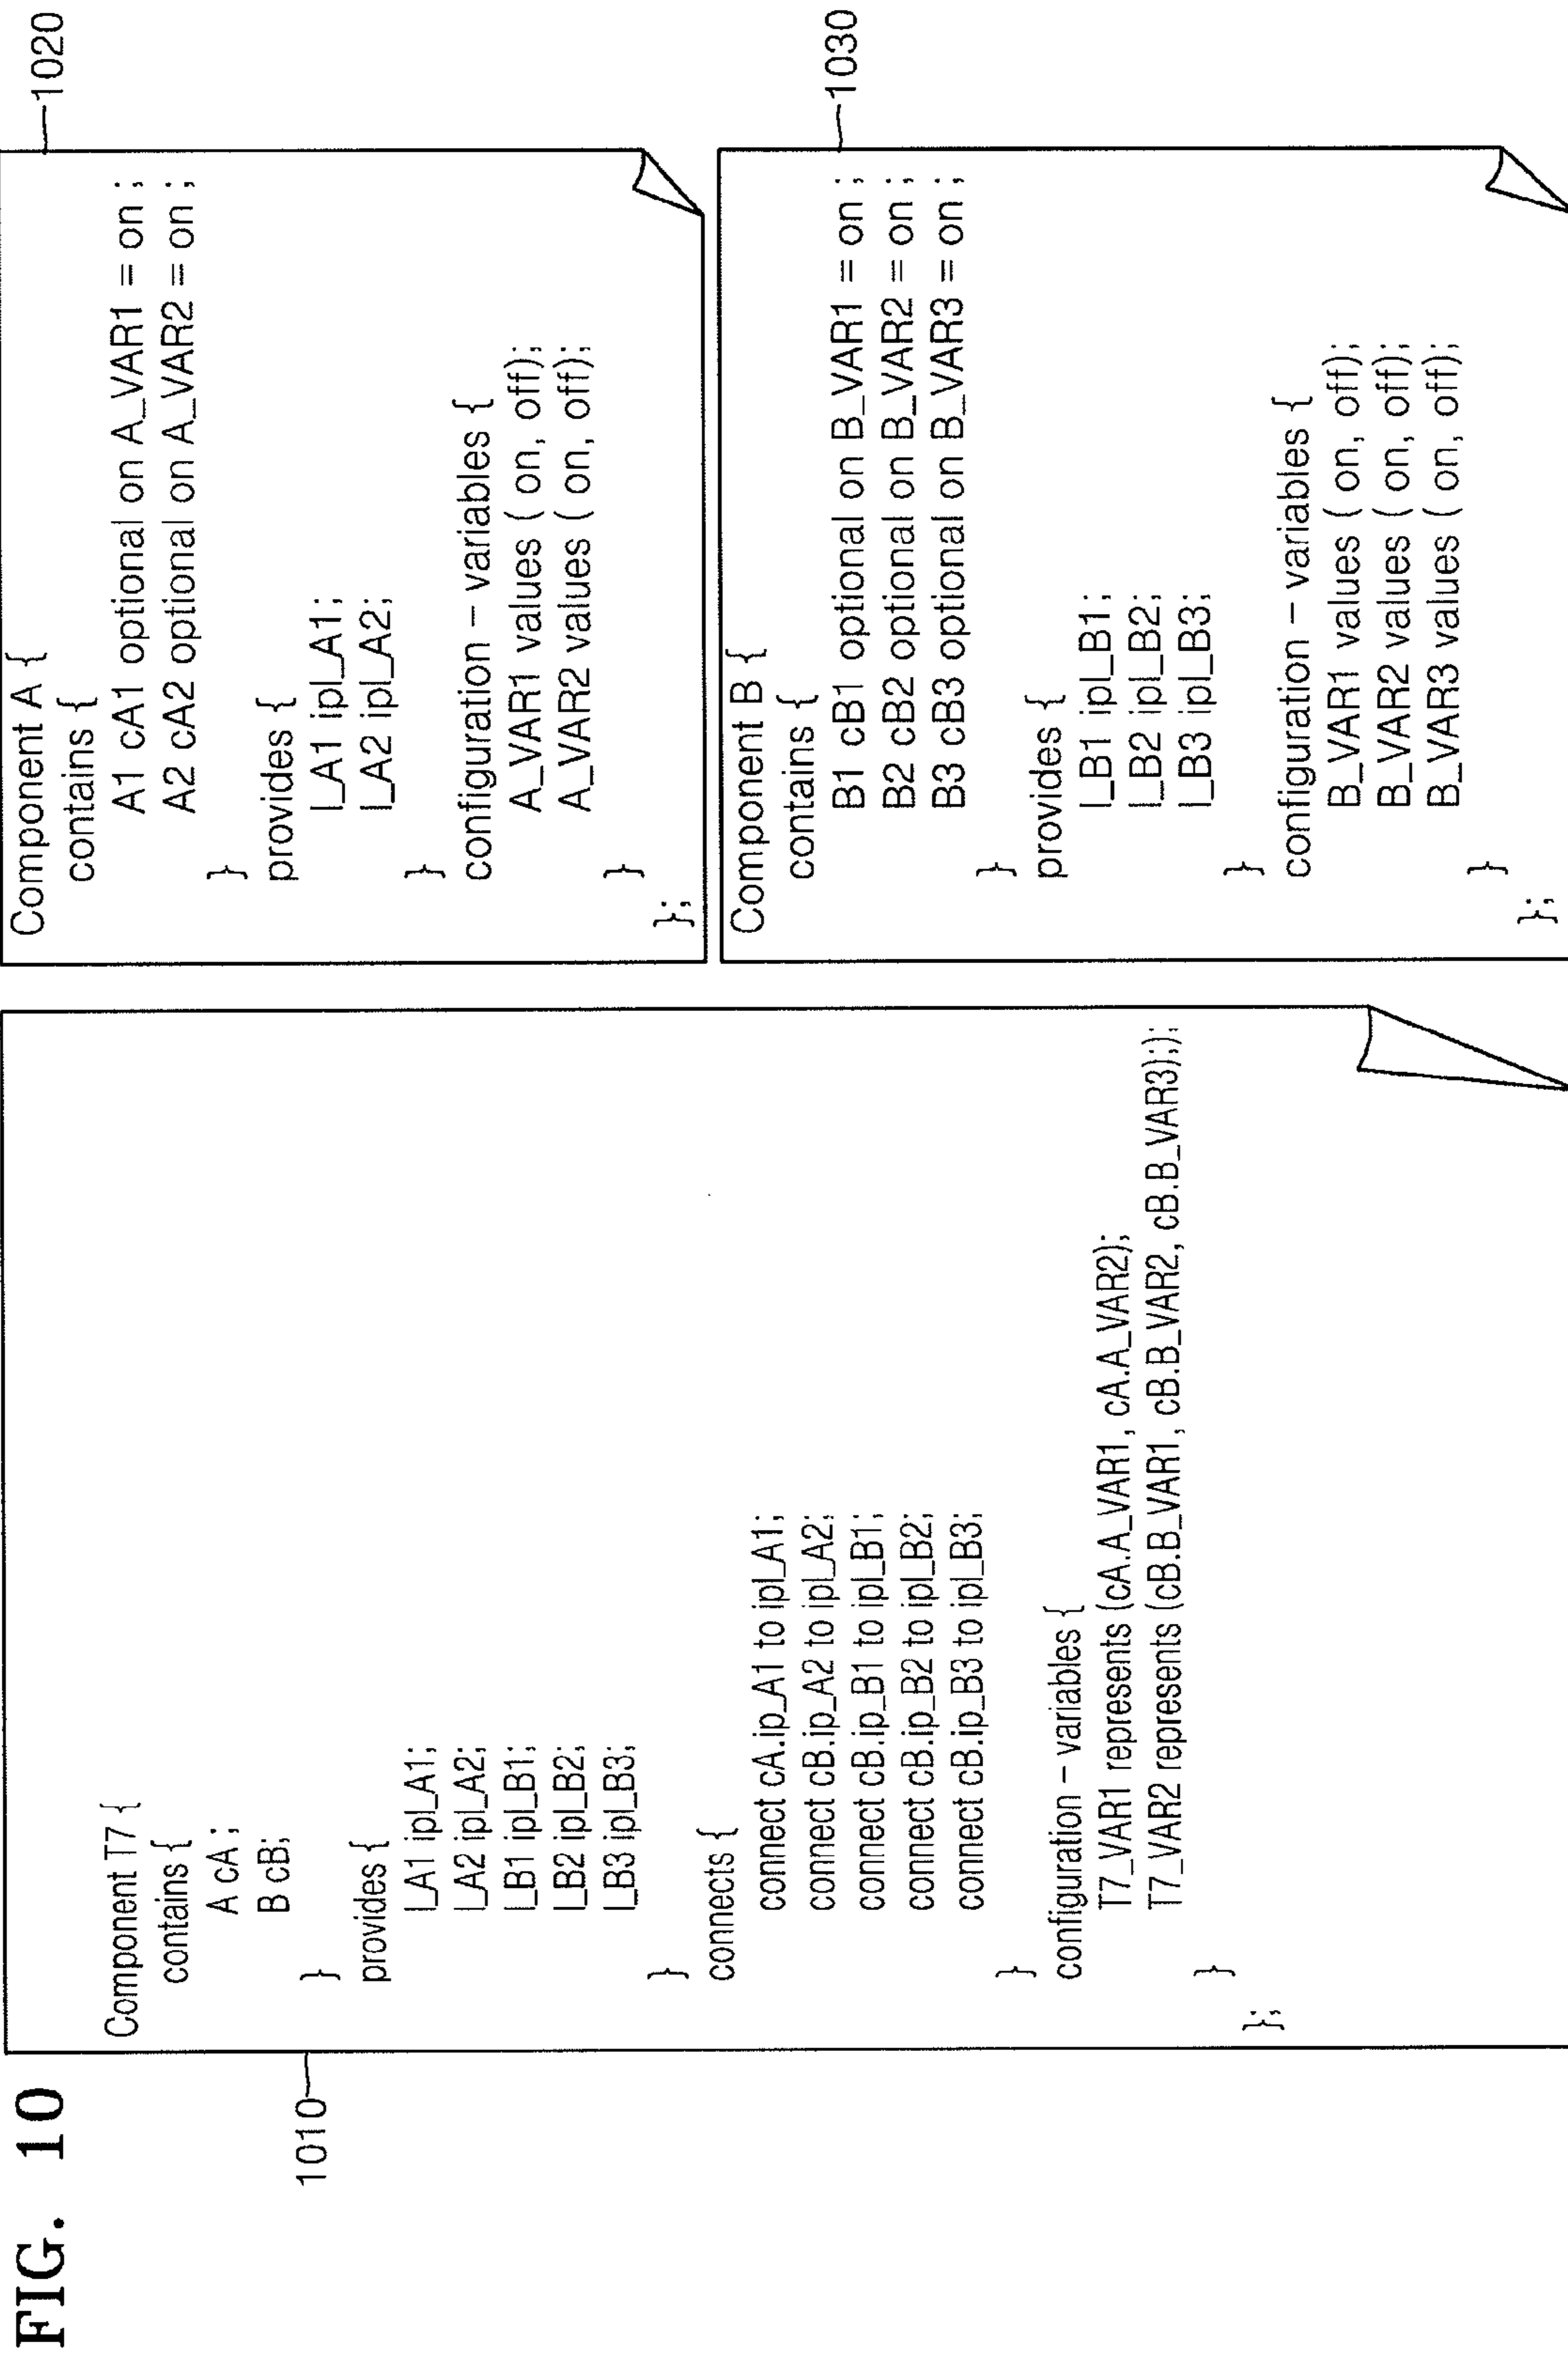 FIG. 10
1010
Component T7 {
contains {
A cA ;
B cB;
}
provides {
I_A1 ipI_A1;
I_A2 ipI_A2;
I_B1 ipI_B1;
I_B2 ipI_B2;
I_B3 ipI_B3;
}
connects {
connect cA.ip_A1 to ipI_A1;
connect cB.ip_A2 to ipI_A2;
connect cB.ip_B1 to ipI_B1;
connect cB.ip_B2 to ipI_B2;
connect cB.ip_B3 to ipI_B3;
}
configuration – variables {
T7_VAR1 represents (cA.A_VAR1, cA.A_VAR2);
T7_VAR2 represents (cB.B_VAR1, cB.B_VAR2, cB.B_VAR3););
}
};
1020
Component A {
contains {
A1 cA1 optional on A_VAR1 = on ;
A2 cA2 optional on A_VAR2 = on ;
}
provides {
I_A1 ipI_A1;
I_A2 ipI_A2;
}
configuration – variables {
A_VAR1 values ( on, off);
A_VAR2 values ( on, off);
}
};
1030
Component B {
contains {
B1 cB1 optional on B_VAR1 = on ;
B2 cB2 optional on B_VAR2 = on ;
B3 cB3 optional on B_VAR3 = on ;
}
provides {
I_B1 ipI_B1;
I_B2 ipI_B2;
I_B3 ipI_B3;
}
configuration – variables {
B_VAR1 values ( on, off);
B_VAR2 values ( on, off);
B_VAR3 values ( on, off);
}
};